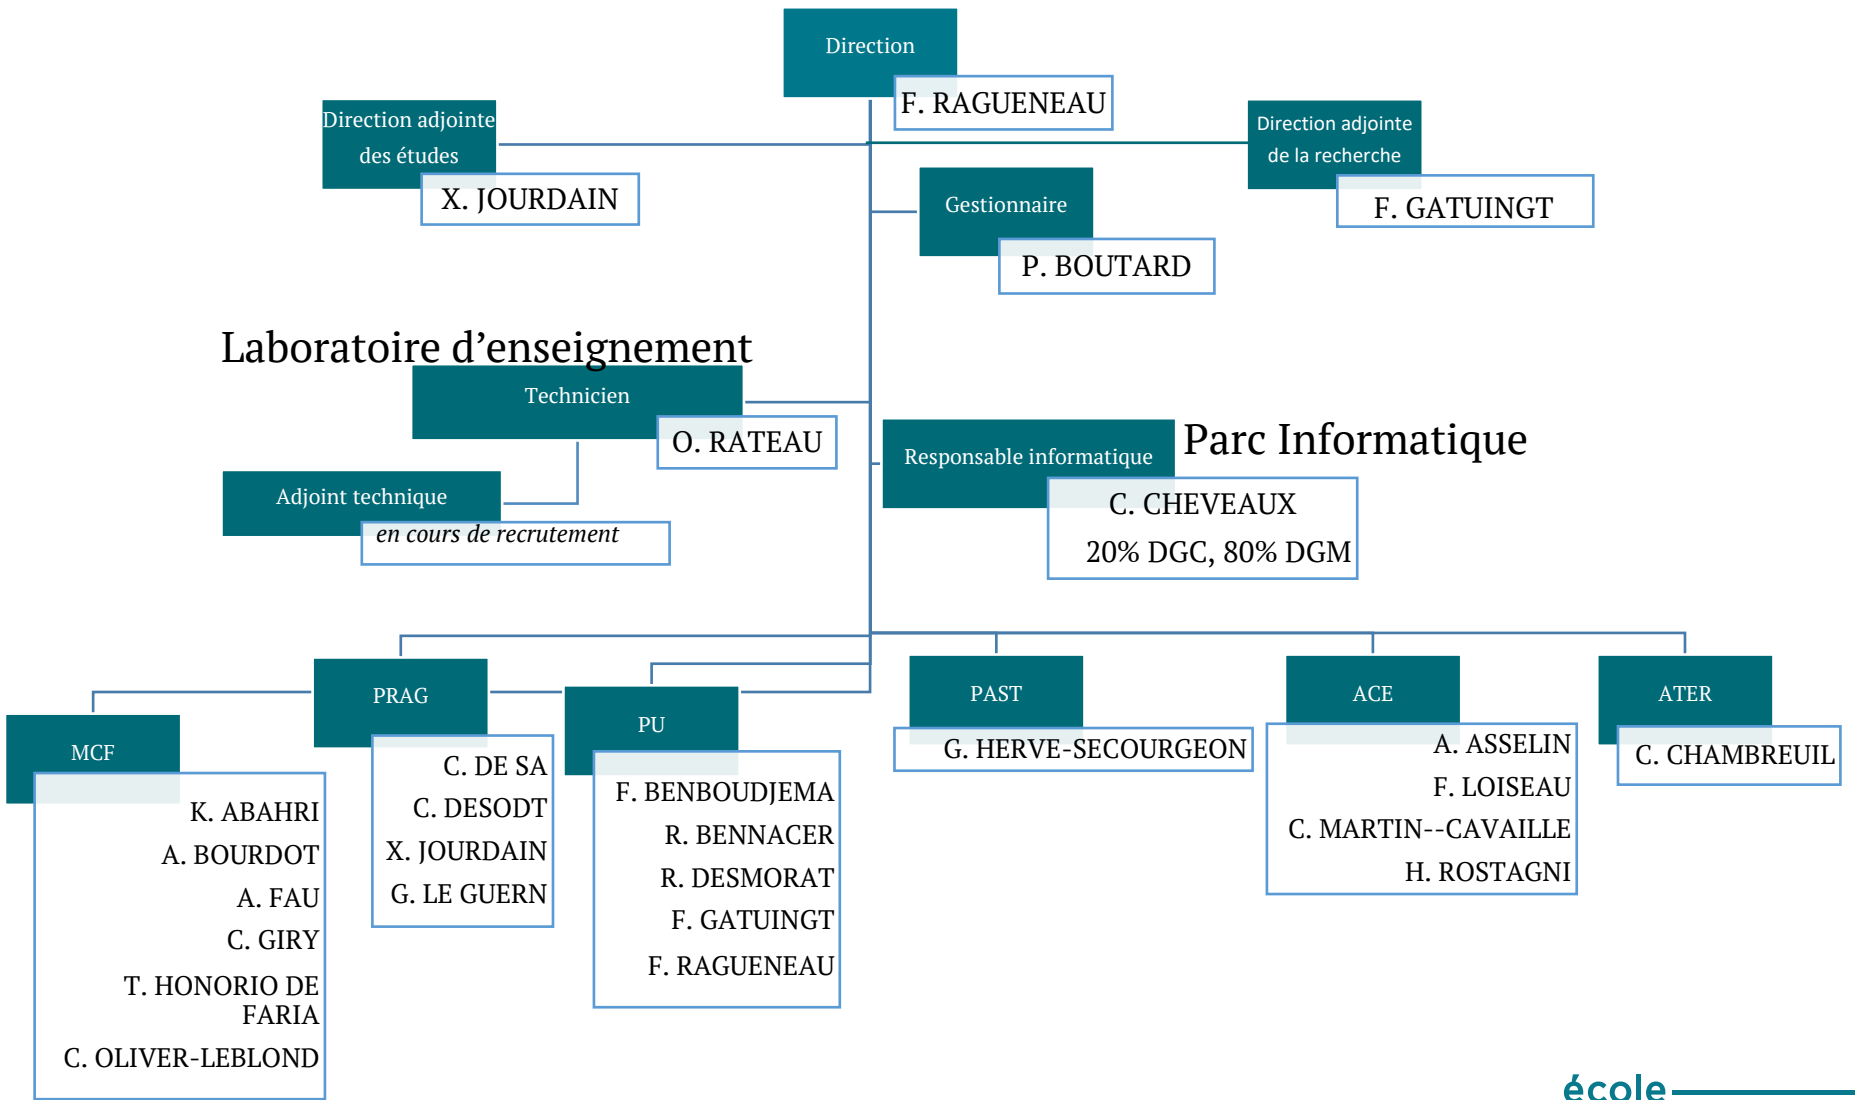 Direction
F. RAGUENEAU
Direction adjointe
des études
X. JOURDAIN
Direction adjointe
de la recherche
F. GATUINGT
Gestionnaire
P. BOUTARD
Laboratoire d’enseignement
Technicien
O. RATEAU
Adjoint technique
en cours de recrutement
Responsable informatique
Parc Informatique
C. CHEVEAUX
20% DGC, 80% DGM
MCF
K. ABAHRI
A. BOURDOT
A. FAU
C. GIRY
T. HONORIO DE
FARIA
C. OLIVER-LEBLOND
PRAG
C. DE SA
C. DESODT
X. JOURDAIN
G. LE GUERN
PU
F. BENBOUDJEMA
R. BENNACER
R. DESMORAT
F. GATUINGT
F. RAGUENEAU
PAST
G. HERVE-SECOURGEON
ACE
A. ASSELIN
F. LOISEAU
C. MARTIN--CAVAILLE
H. ROSTAGNI
ATER
C. CHAMBREUIL
école